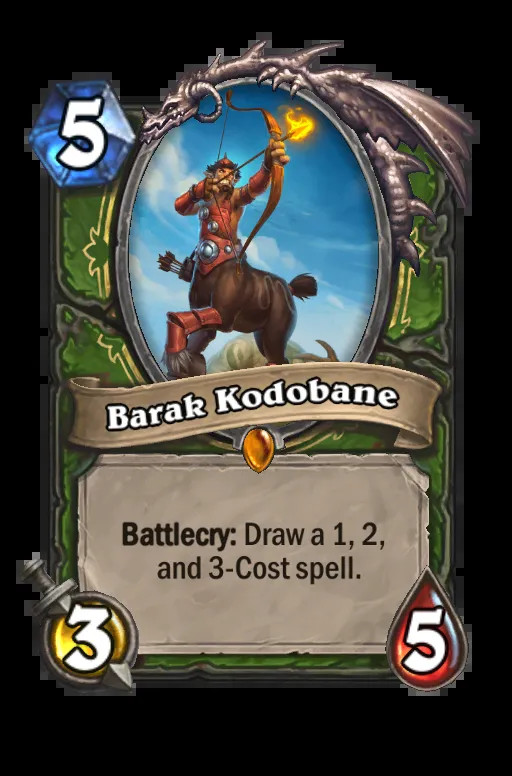 5
Barak Kodobane
Battlecry: Draw a 1, 2,
and 3-Cost spell.
3
5